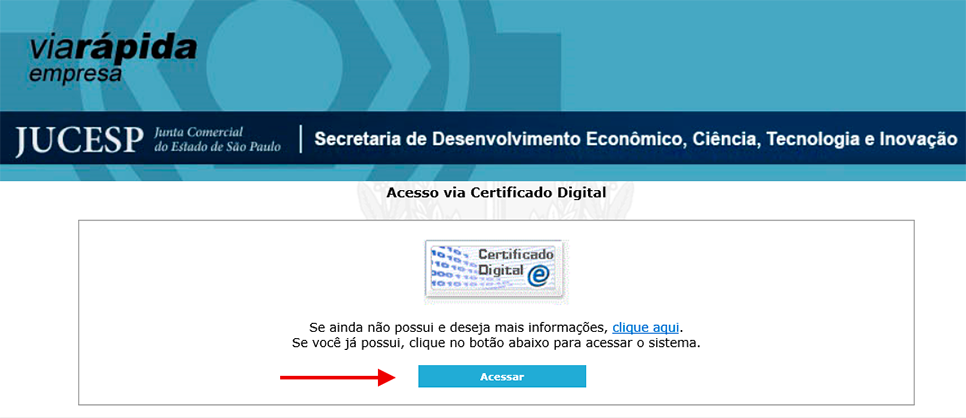 viarápida
empresa
JUCESP Junta Comercial do Estado de São Paulo | Secretaria de Desenvolvimento Econômico, Ciência, Tecnologia e Inovação
Acesso via Certificado Digital
Certificado
Digital e
Se ainda não possui e deseja mais informações, clique aqui.
Se você já possui, clique no botão abaixo para acessar o sistema.
Acessar